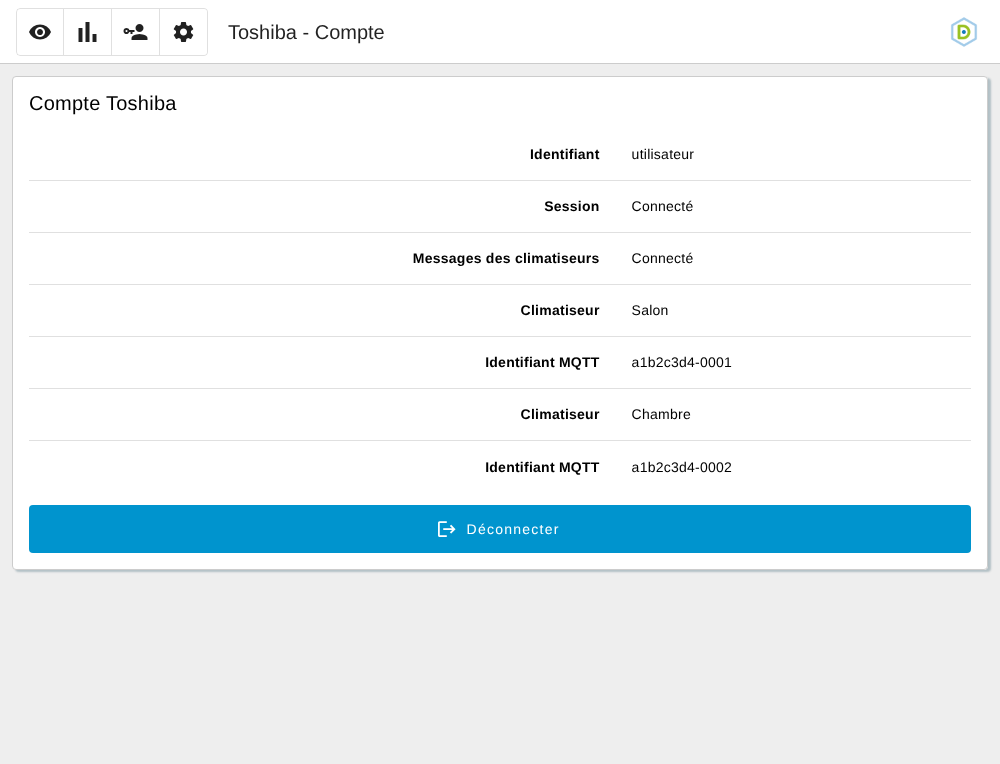 Toshiba - Compte
Compte Toshiba
Identifiant utilisateur
Session Connecté
Messages des climatiseurs Connecté
Climatiseur Salon
Identifiant MQTT a1b2c3d4-0001
Climatiseur Chambre
Identifiant MQTT a1b2c3d4-0002
Déconnecter